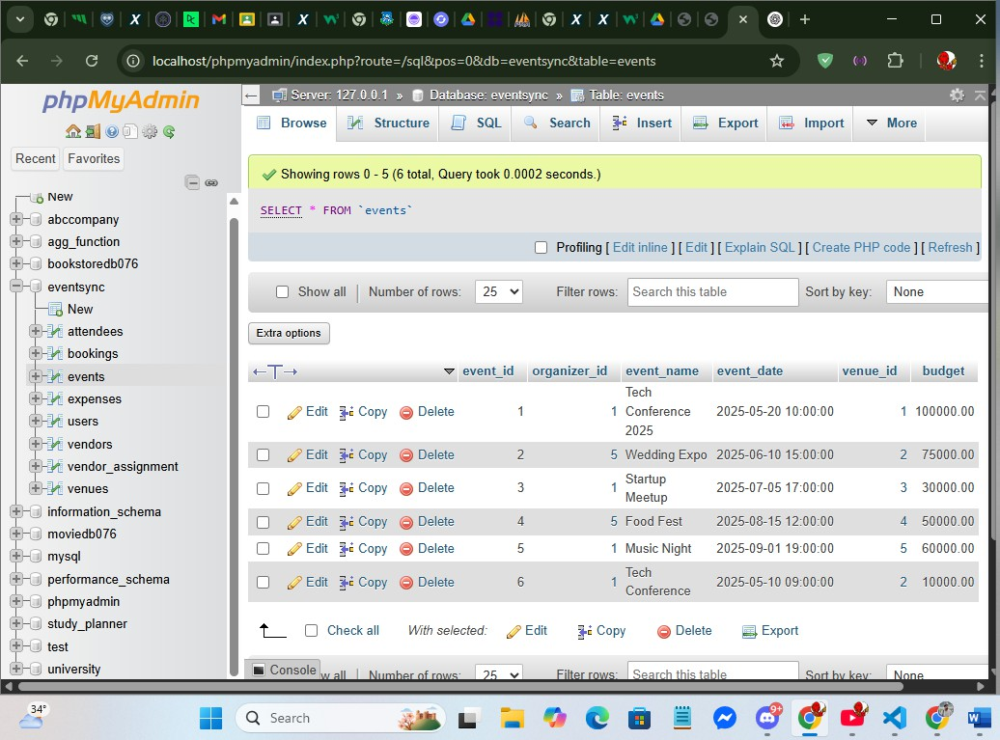 localhost/phpmyadmin/index.php?route=/sql&pos=0&db=eventsync&table=events
phpMyAdmin
Recent Favorites
New
abccompany
agg_function
bookstoredb076
eventsync
New
attendees
bookings
events
expenses
users
vendors
vendor_assignment
venues
information_schema
moviedb076
mysql
performance_schema
phpmyadmin
study_planner
test
university
Server: 127.0.0.1 » Database: eventsync » Table: events
Browse Structure SQL Search Insert Export Import More
Showing rows 0 - 5 (6 total, Query took 0.0002 seconds.)
SELECT * FROM `events`
Profiling [ Edit inline ] [ Edit ] [ Explain SQL ] [ Create PHP code ] [ Refresh ]
Show all Number of rows: 25 Filter rows: Search this table Sort by key: None
Extra options
event_id organizer_id event_name event_date venue_id budget
Edit Copy Delete 1 1 Tech Conference 2025 2025-05-20 10:00:00 1 100000.00
Edit Copy Delete 2 5 Wedding Expo 2025-06-10 15:00:00 2 75000.00
Edit Copy Delete 3 1 Startup Meetup 2025-07-05 17:00:00 3 30000.00
Edit Copy Delete 4 5 Food Fest 2025-08-15 12:00:00 4 50000.00
Edit Copy Delete 5 1 Music Night 2025-09-01 19:00:00 5 60000.00
Edit Copy Delete 6 1 Tech Conference 2025-05-10 09:00:00 2 10000.00
Check all With selected: Edit Copy Delete Export
Console
w all Number of rows: 25 Filter rows: Search this table Sort by key: None
34°
Search
9+